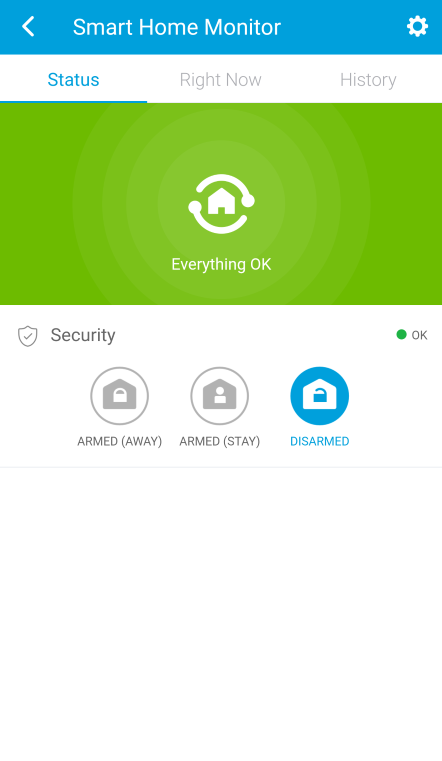 Smart Home Monitor
Status Right Now History
Everything OK
Security OK
ARMED (AWAY) ARMED (STAY) DISARMED